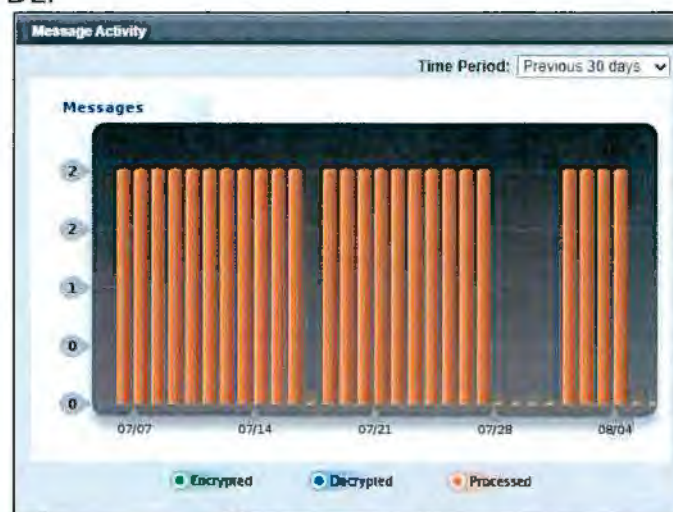 DLP
Message Activity
Time Period: Previous 30 days
Messages
2
2
1
0
0
07/07 07/14 07/21 07/28 08/04
Encrypted Decrypted Processed